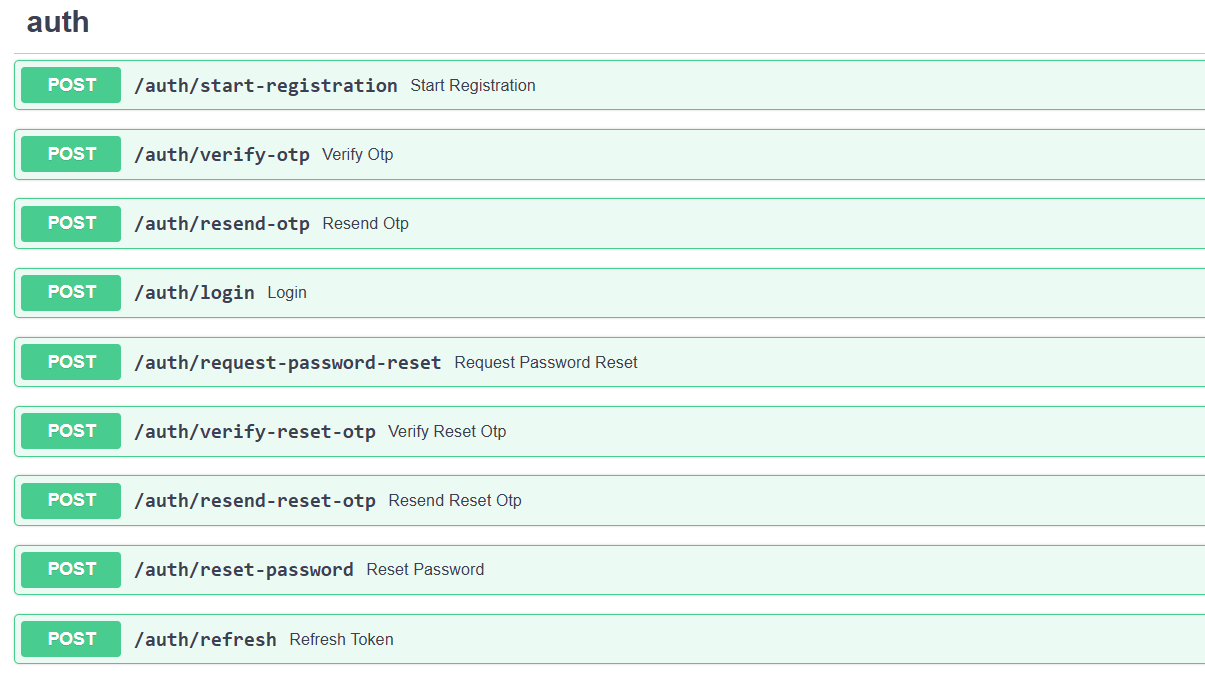 auth
POST /auth/start-registration Start Registration
POST /auth/verify-otp Verify Otp
POST /auth/resend-otp Resend Otp
POST /auth/login Login
POST /auth/request-password-reset Request Password Reset
POST /auth/verify-reset-otp Verify Reset Otp
POST /auth/resend-reset-otp Resend Reset Otp
POST /auth/reset-password Reset Password
POST /auth/refresh Refresh Token